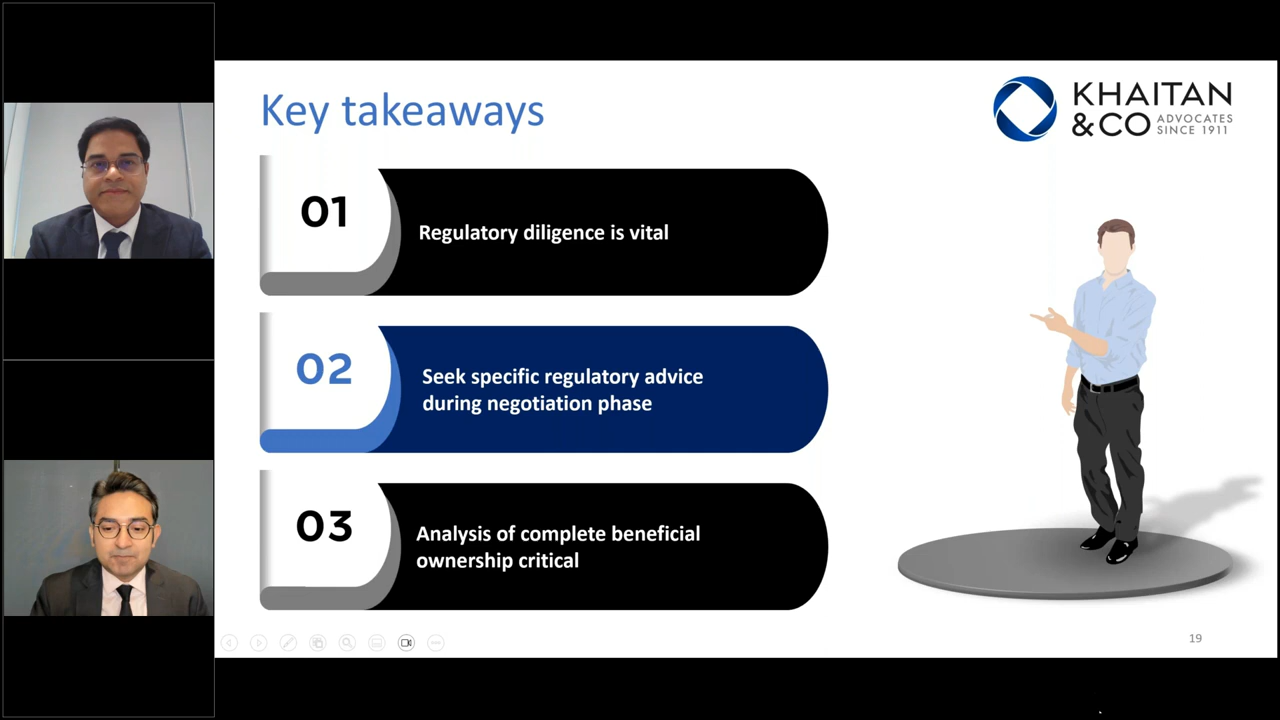 Key takeaways
KHAITAN
&CO ADVOCATES
SINCE 1911
01
Regulatory diligence is vital
02
Seek specific regulatory advice
during negotiation phase
03
Analysis of complete beneficial
ownership critical
19